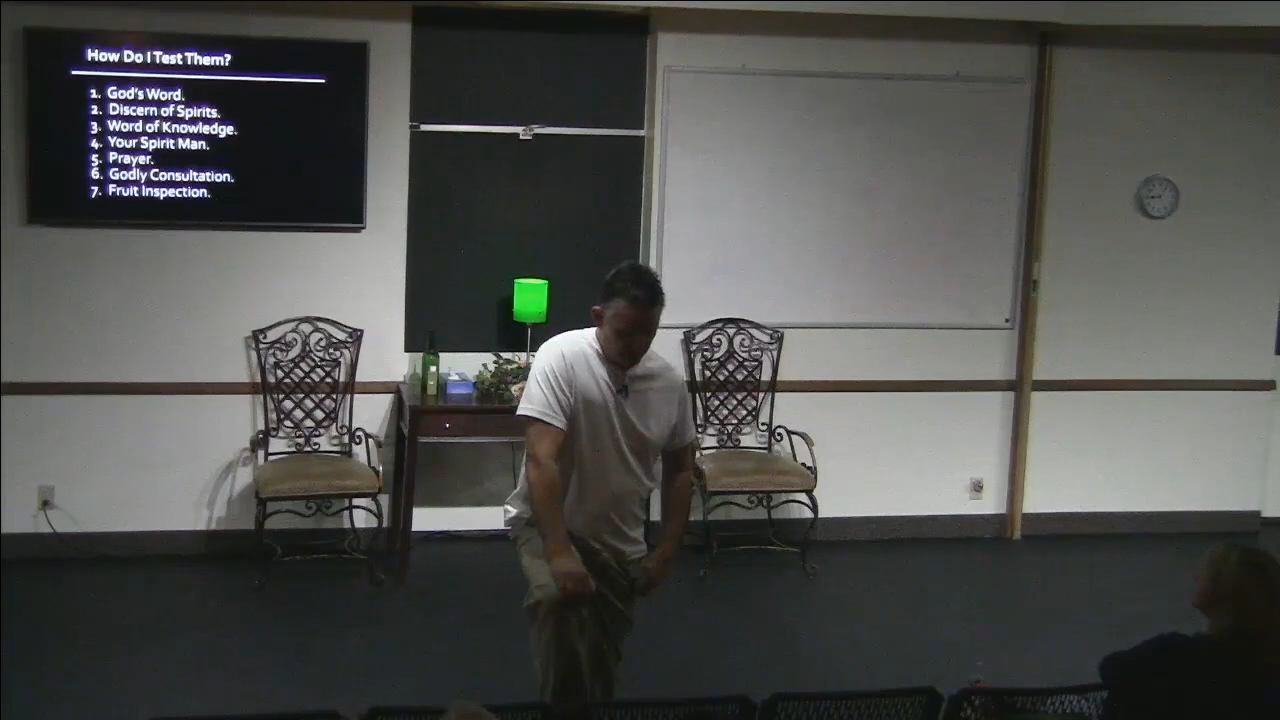 How Do I Test Them?
1. God's Word.
2. Discern of Spirits.
3. Word of Knowledge.
4. Your Spirit Man.
5. Prayer.
6. Godly Consultation.
7. Fruit Inspection.